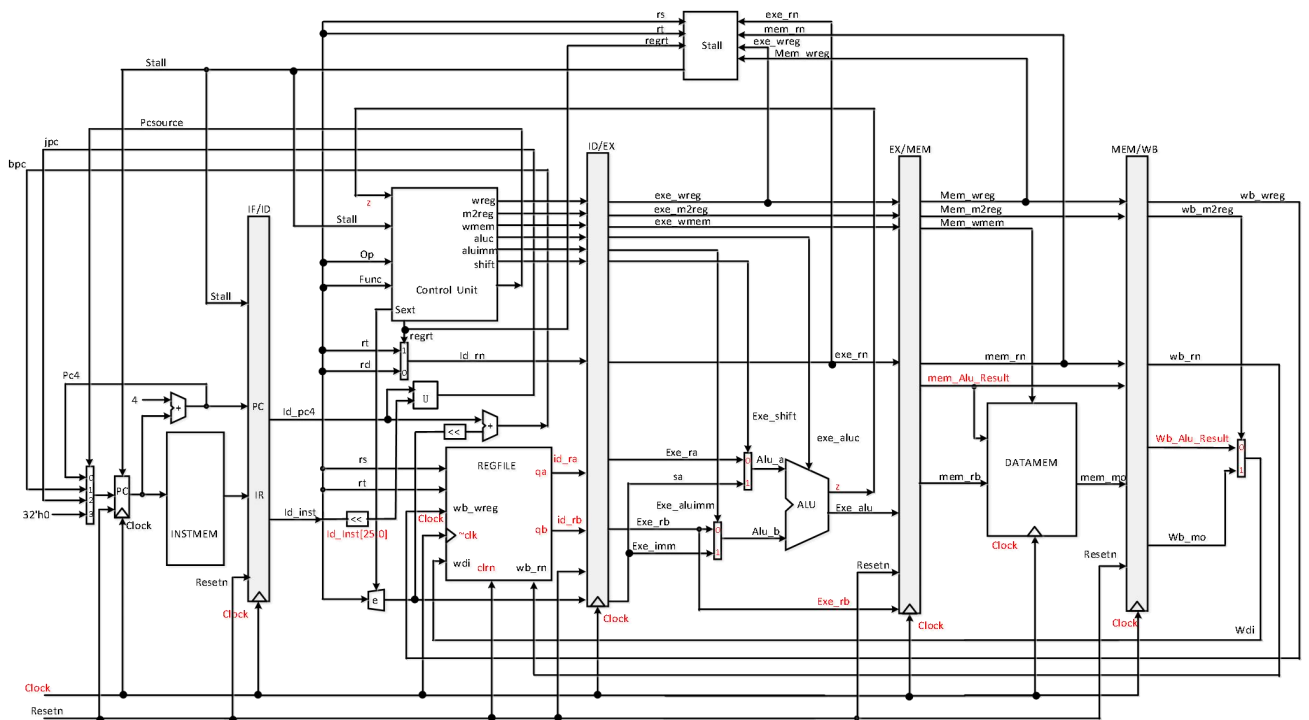 rs
exe_rn
rt
mem_rn
regrt
exe_wreg
Stall
Mem_wreg
Stall
Pcsource
jpc
bpc
ID/EX
EX/MEM
MEM/WB
IF/ID
z
wreg
exe_wreg
Mem_wreg
wb_wreg
m2reg
exe_m2reg
Mem_m2reg
wb_m2reg
Stall
wmem
exe_wmem
Mem_wmem
aluc
aluimm
Op
shift
Func
Control Unit
Stall
Sext
regrt
rt
1
Id_rn
exe_rn
mem_rn
wb_rn
rd
0
Pc4
mem_Alu_Result
4
+
PC
Id_pc4
U
<<
+
Exe_shift
exe_aluc
REGFILE
id_ra
qa
rs
rt
Exe_ra
0
Alu_a
sa
1
DATAMEM
Wb_Alu_Result
0
1
mem_rb
mem_mo
0
1
2
3
PC
IR
32'h0
Clock
INSTMEM
Id_inst
<<
Id_Inst[25:0]
wb_wreg
Clock
~clk
id_rb
qb
Exe_aluimm
Exe_rb
0
Exe_imm
1
Alu_b
ALU
z
Exe_alu
Clock
Wb_mo
wdi
clrn
wb_rn
Resetn
Resetn
Resetn
e
Clock
Clock
Exe_rb
Clock
Clock
Wdi
Clock
Resetn